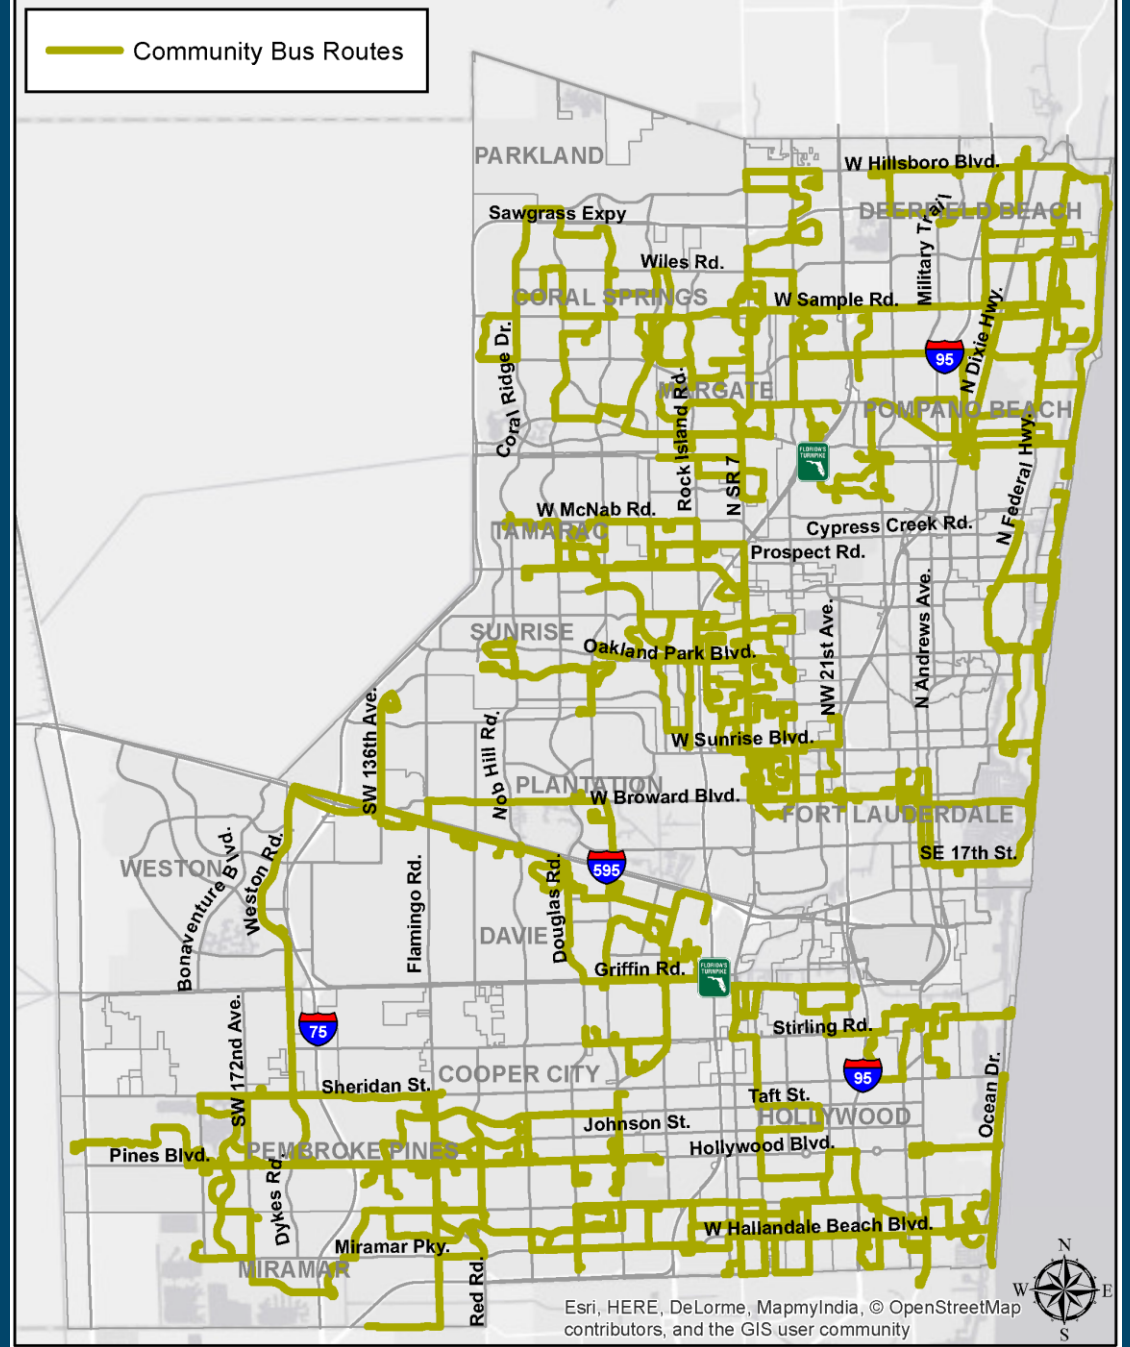 Community Bus Routes
PARKLAND
W Hillsboro Blvd.
DEERFIELD BEACH
Sawgrass Expy
Military Trail
Wiles Rd.
CORAL SPRINGS
W Sample Rd.
N Dixie Hwy.
95
Coral Ridge Dr.
MARGATE
Rock Island Rd.
POMPANO BEACH
FLORIDA'S
TURNPIKE
N SR 7
N Federal Hwy.
W McNab Rd.
TAMARAC
Cypress Creek Rd.
Prospect Rd.
SUNRISE
Oakland Park Blvd.
NW 21st Ave.
N Andrews Ave.
SW 136th Ave.
Nob Hill Rd.
W Sunrise Blvd.
PLANTATION
W Broward Blvd.
FORT LAUDERDALE
SE 17th St.
WESTON
Bonaventure Blvd.
Weston Rd.
Flamingo Rd.
Douglas Rd.
595
DAVIE
Griffin Rd.
FLORIDA'S
TURNPIKE
75
Stirling Rd.
95
SW 172nd Ave.
COOPER CITY
Sheridan St.
Taft St.
HOLLYWOOD
Ocean Dr.
Johnson St.
Hollywood Blvd.
Pines Blvd.
PEMBROKE PINES
Dykes Rd.
W Hallandale Beach Blvd.
Miramar Pky.
MIRAMAR
Red Rd.
N
W
E
S
Esri, HERE, DeLorme, MapmyIndia, © OpenStreetMap
contributors, and the GIS user community